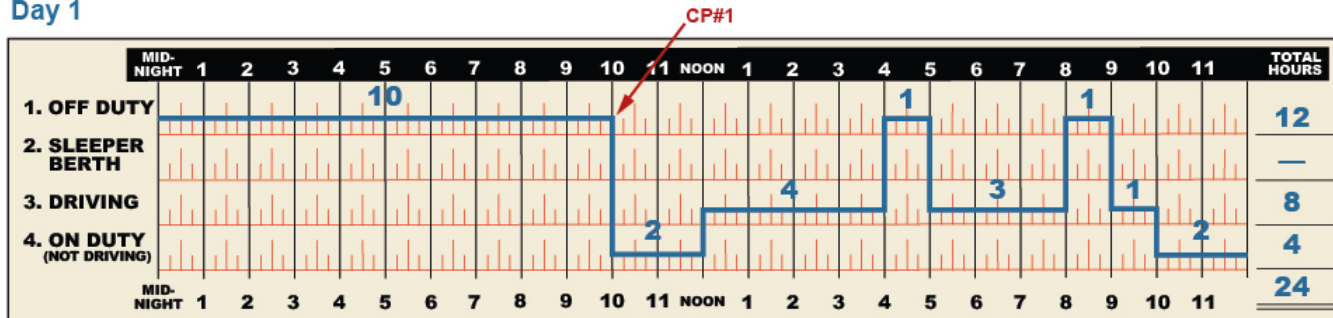 Day 1
CP#1
MID-NIGHT 1 2 3 4 5 6 7 8 9 10 11 NOON 1 2 3 4 5 6 7 8 9 10 11 TOTAL HOURS
1. OFF DUTY 10 1 1 12
2. SLEEPER BERTH —
3. DRIVING 4 3 1 8
4. ON DUTY (NOT DRIVING) 2 2 4
MID-NIGHT 1 2 3 4 5 6 7 8 9 10 11 NOON 1 2 3 4 5 6 7 8 9 10 11 24